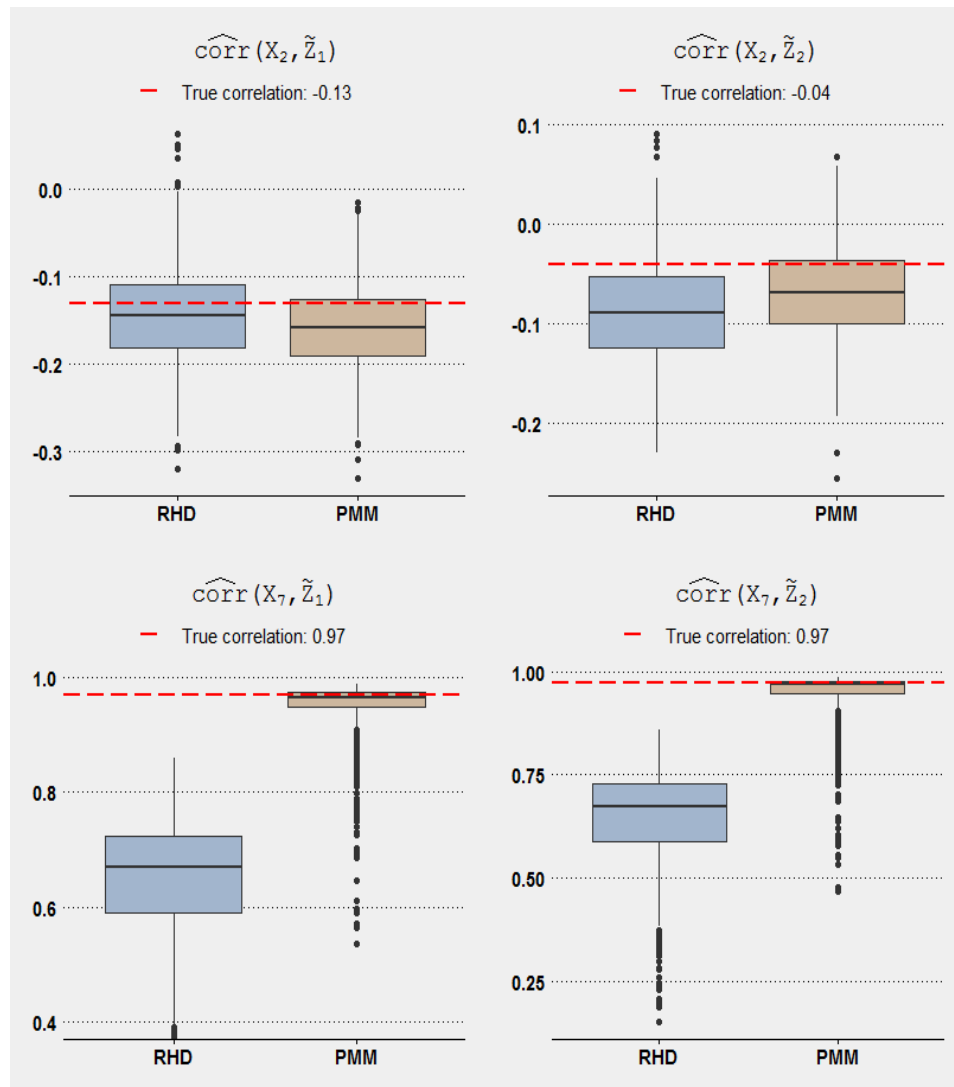 corr(X₂,Z̃₁)
True correlation: -0.13
0.0
-0.1
-0.2
-0.3
RHD PMM
corr(X₂,Z̃₂)
True correlation: -0.04
0.1
0.0
-0.1
-0.2
RHD PMM
corr(X₇,Z̃₁)
True correlation: 0.97
1.0
0.8
0.6
0.4
RHD PMM
corr(X₇,Z̃₂)
True correlation: 0.97
1.00
0.75
0.50
0.25
RHD PMM